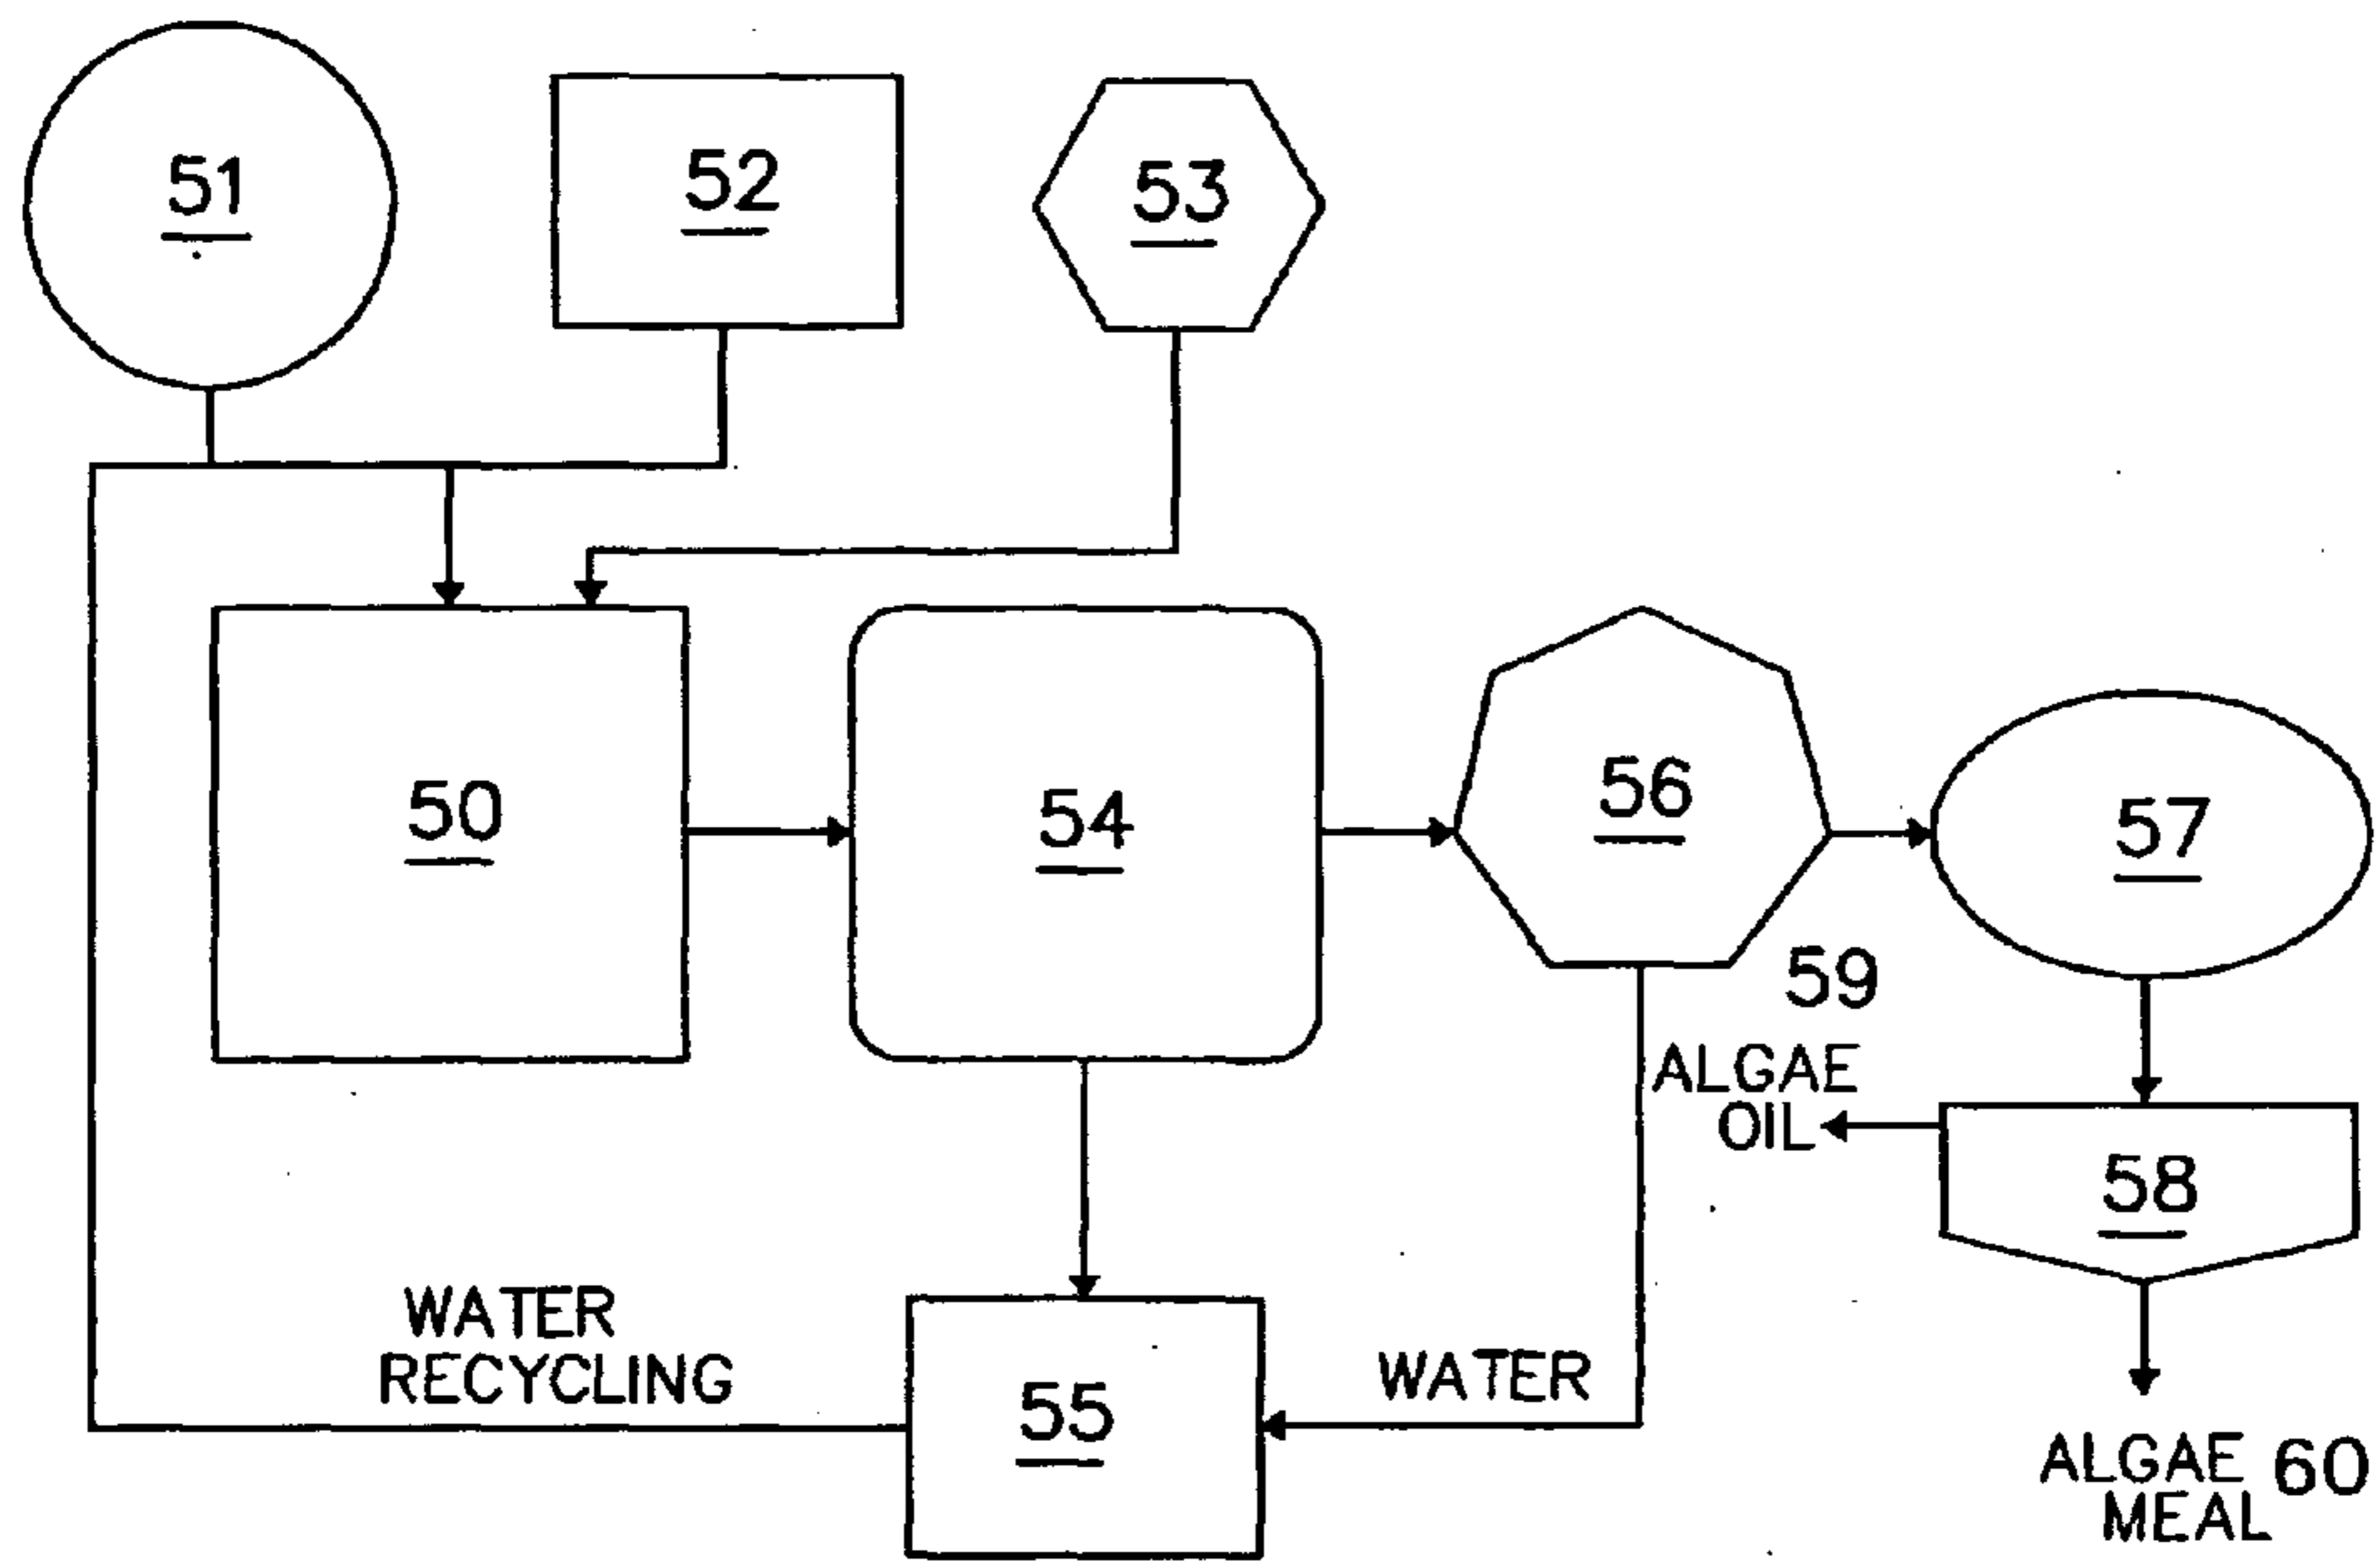 51
52
53
50
54
56
57
59
ALGAE
OIL
58
WATER
RECYCLING
55
WATER
ALGAE 60
MEAL